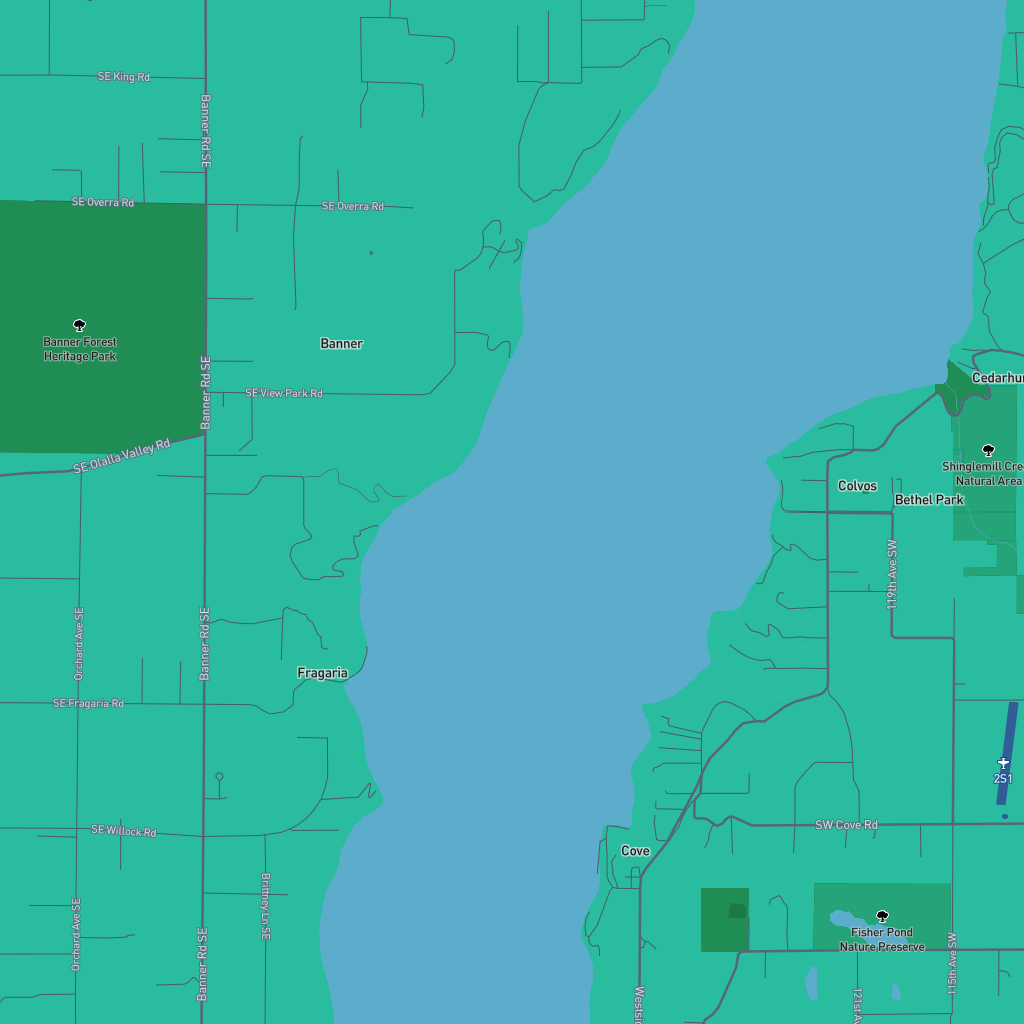 SE King Rd
Banner Rd SE
SE Overra Rd
SE Overra Rd
Banner Forest
Heritage Park
Banner
Cedarhur
Banner Rd SE
SE View Park Rd
SE Olalla Valley Rd
Shinglemill Cre
Natural Area
Colvos
Bethel Park
119th Ave SW
Orchard Ave SE
Banner Rd SE
Fragaria
SE Fragaria Rd
2S1
SE Willock Rd
SW Cove Rd
Cove
Orchard Ave SE
Brittney Ln SE
Banner Rd SE
Fisher Pond
Nature Preserve
115th Ave SW
Westsid
121st Av